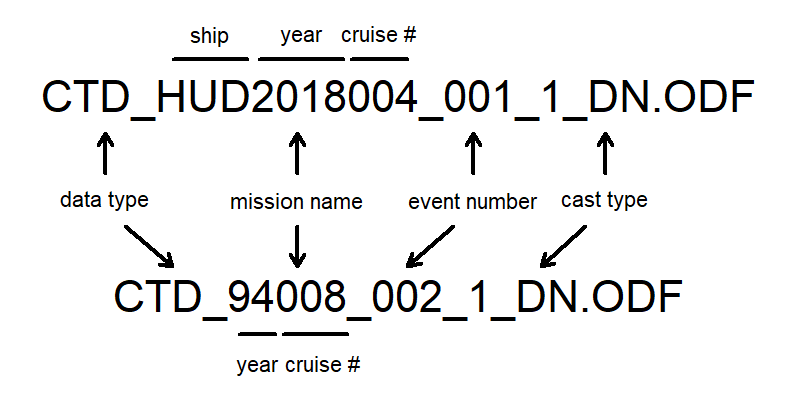 ship year cruise #
CTD_HUD2018004_001_1_DN.ODF
data type mission name event number cast type
CTD_94008_002_1_DN.ODF
year cruise #